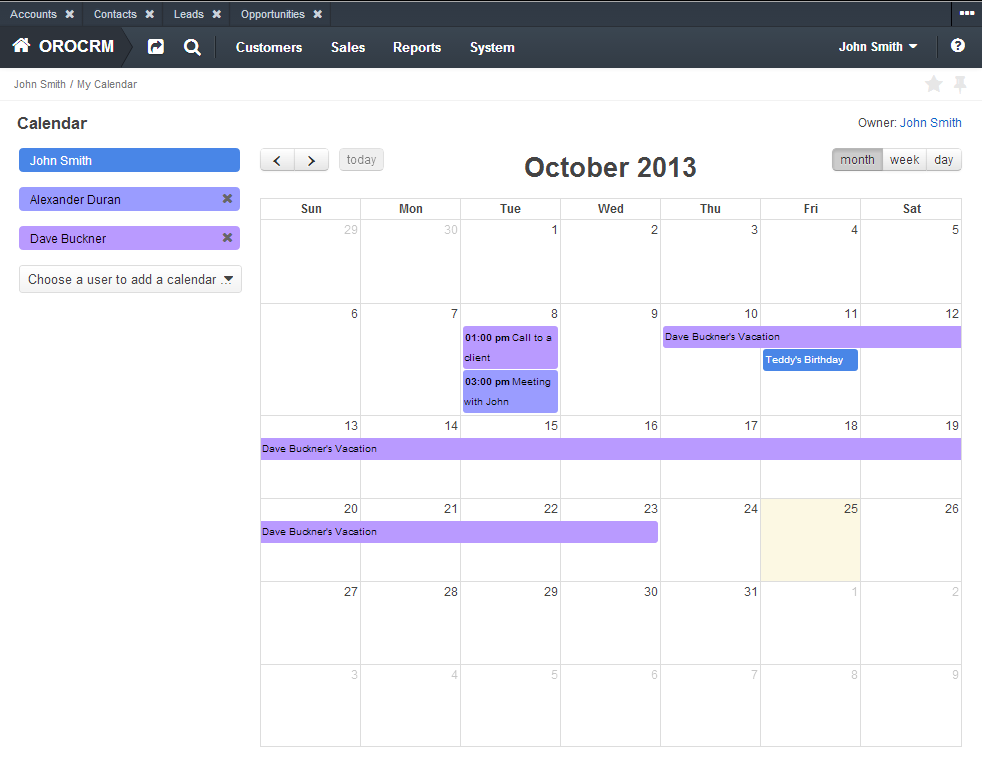 Accounts ✖ Contacts ✖ Leads ✖ Opportunities ✖
OROCRM Customers Sales Reports System John Smith ?
John Smith / My Calendar
Calendar
Owner: John Smith
John Smith
Alexander Duran ✖
Dave Buckner ✖
Choose a user to add a calendar ...
< > today
October 2013
month week day
Sun Mon Tue Wed Thu Fri Sat
29 30 1 2 3 4 5
6 7 8 9 10 11 12
01:00 pm Call to a
client
03:00 pm Meeting
with John
Dave Buckner's Vacation
Teddy's Birthday
13 14 15 16 17 18 19
Dave Buckner's Vacation
20 21 22 23 24 25 26
Dave Buckner's Vacation
27 28 29 30 31 1 2
3 4 5 6 7 8 9